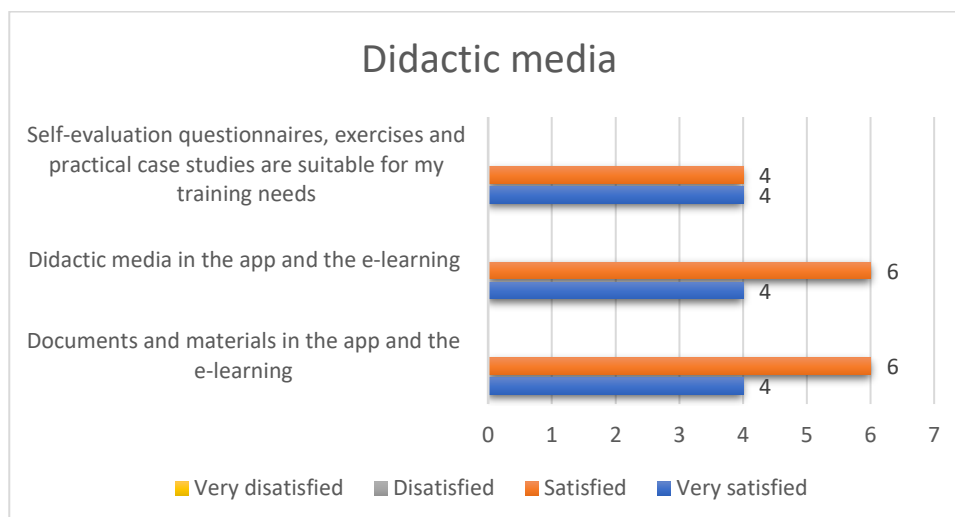 Didactic media
Self-evaluation questionnaires, exercises and
practical case studies are suitable for my
training needs
4
4
Didactic media in the app and the e-learning
6
4
Documents and materials in the app and the
e-learning
6
4
0 1 2 3 4 5 6 7
Very disatisfied Disatisfied Satisfied Very satisfied